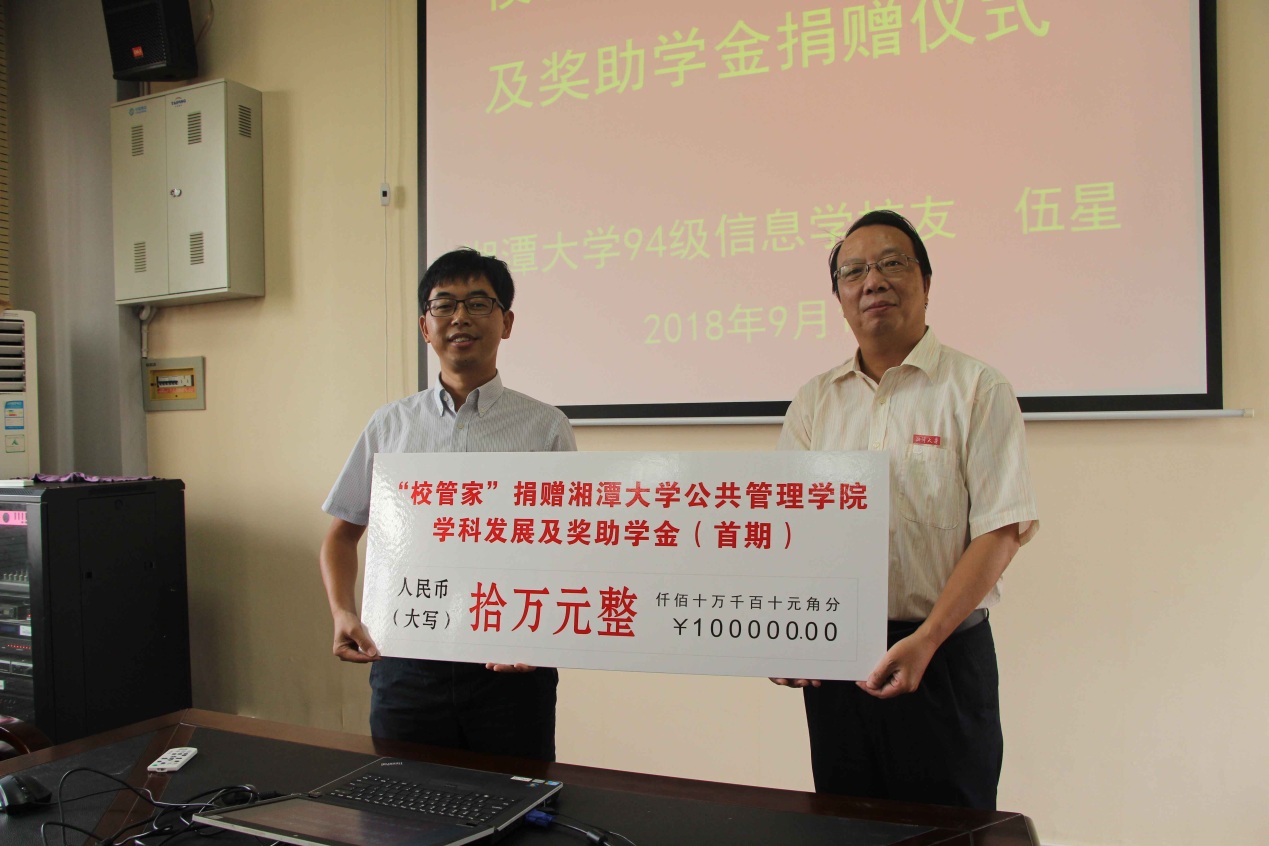 及奖助学金捐赠仪式
湘潭大学94级信息学校友 伍星
2018年9月
“校管家”捐赠湘潭大学公共管理学院
学科发展及奖助学金（首期）
人民币
（大写）
拾万元整
仟佰十万千百十元角分
￥100000.00